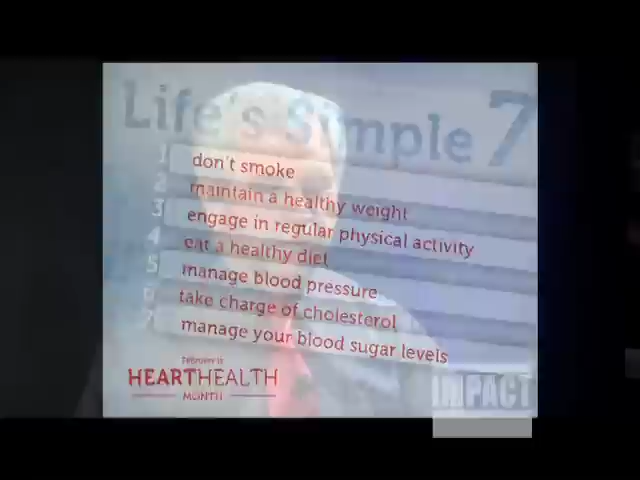 Life's Simple 7
1 don't smoke
2 maintain a healthy weight
3 engage in regular physical activity
4 eat a healthy diet
5 manage blood pressure
6 take charge of cholesterol
7 manage your blood sugar levels
FEBRUARY IS
HEARTHEALTH
MONTH
IMPACT